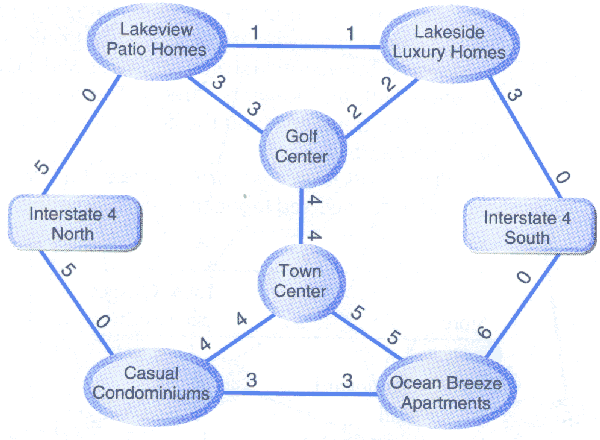 Lakeview
Patio Homes
1
1
Lakeside
Luxury Homes
0
3
3
2
2
3
Golf
Center
5
0
4
Interstate 4
North
Interstate 4
South
4
5
0
Town
Center
0
4
4
5
5
6
Casual
Condominiums
3
3
Ocean Breeze
Apartments